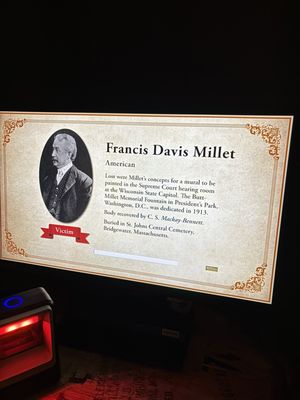 Francis Davis Millet
American
Lost were Millet's concepts for a mural to be
painted in the Supreme Court hearing room
at the Wisconsin State Capitol. The Butt-
Millet Memorial Fountain in President's Park,
Washington, D.C., was dedicated in 1913.
Body recovered by C. S. Mackay-Bennett.
Buried in St. Johns Central Cemetery,
Bridgewater, Massachusetts.
Victim